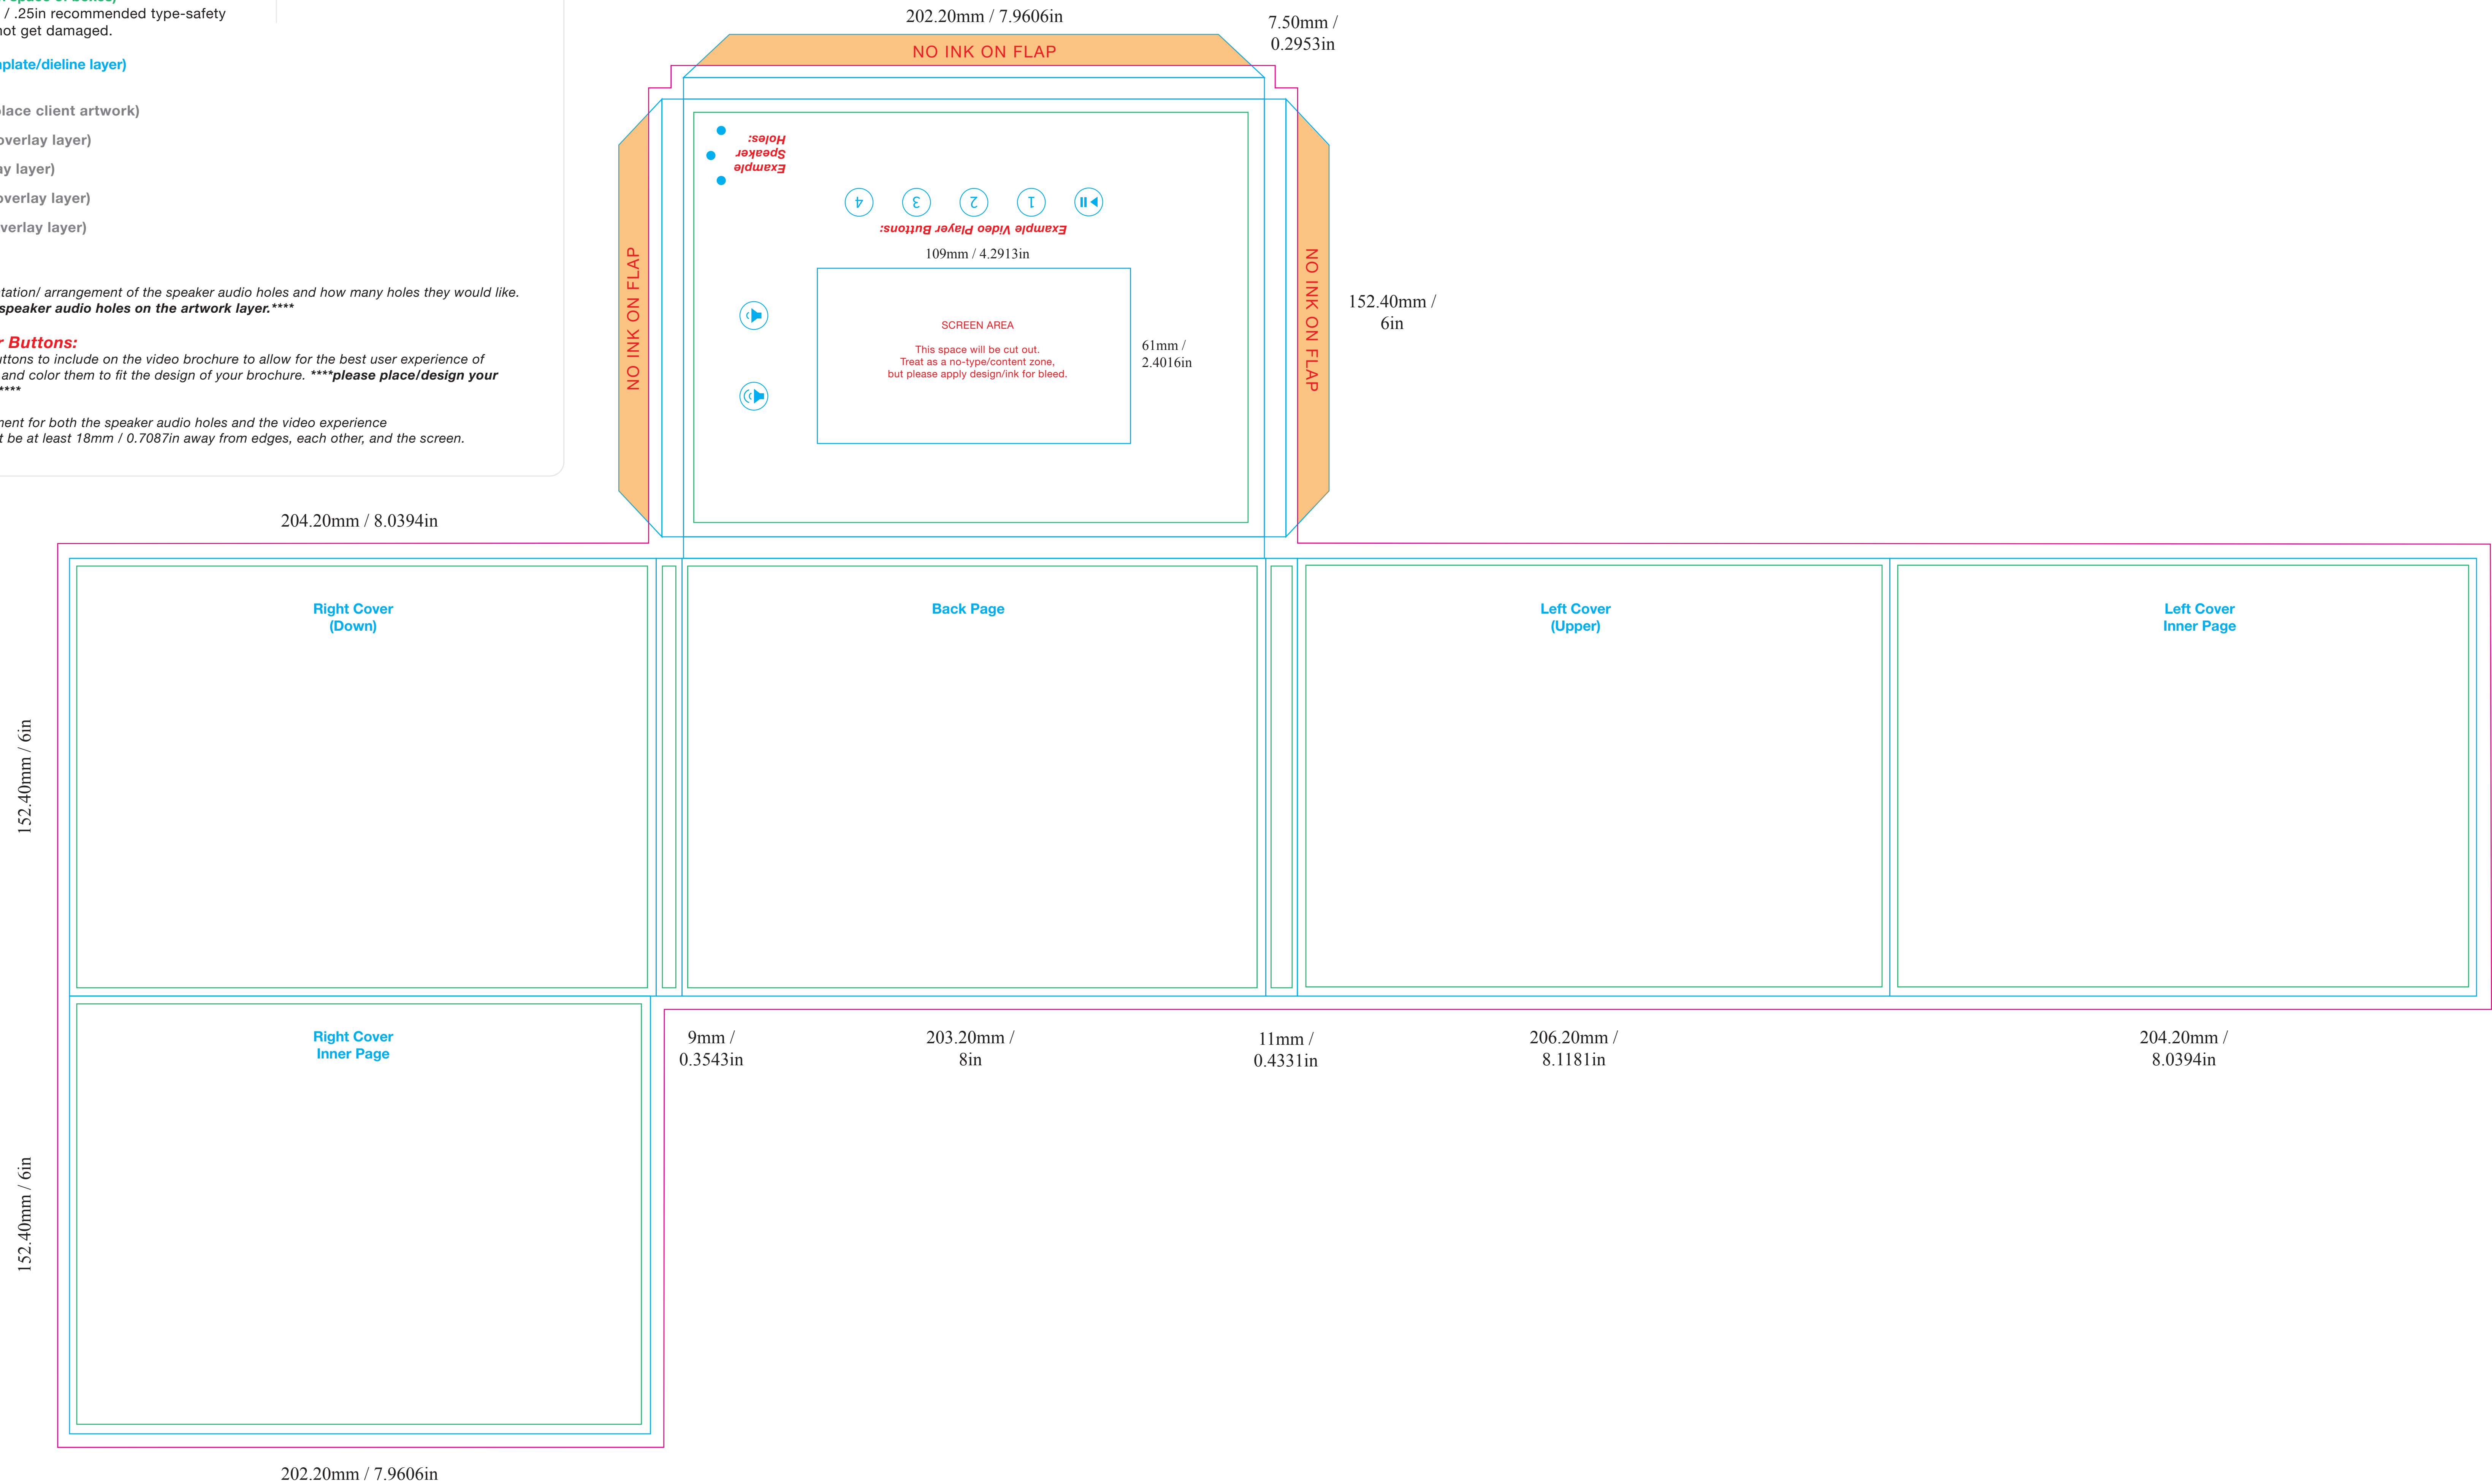 / .25in recommended type-safety
not get damaged.
layer)
place client artwork)
overlay layer)
layer)
overlay layer)
overlay layer)
arrangement of the speaker audio holes and how many holes they would like.
speaker audio holes on the artwork layer.****
Buttons:
to include on the video brochure to allow for the best user experience of
and color them to fit the design of your brochure. ****please place/design your
****
for both the speaker audio holes and the video experience
be at least 18mm / 0.7087in away from edges, each other, and the screen.
202.20mm / 7.9606in
7.50mm /
0.2953in
NO INK ON FLAP
Example
Speaker
Holes:
4 3 2 1
Example Video Player Buttons:
109mm / 4.2913in
NO INK ON FLAP
NO INK ON FLAP
SCREEN AREA
This space will be cut out.
Treat as a no-type/content zone,
but please apply design/ink for bleed.
61mm /
2.4016in
152.40mm /
6in
204.20mm / 8.0394in
Right Cover
(Down)
Back Page
Left Cover
(Upper)
Left Cover
Inner Page
152.40mm / 6in
Right Cover
Inner Page
9mm /
0.3543in
203.20mm /
8in
11mm /
0.4331in
206.20mm /
8.1181in
204.20mm /
8.0394in
152.40mm / 6in
202.20mm / 7.9606in